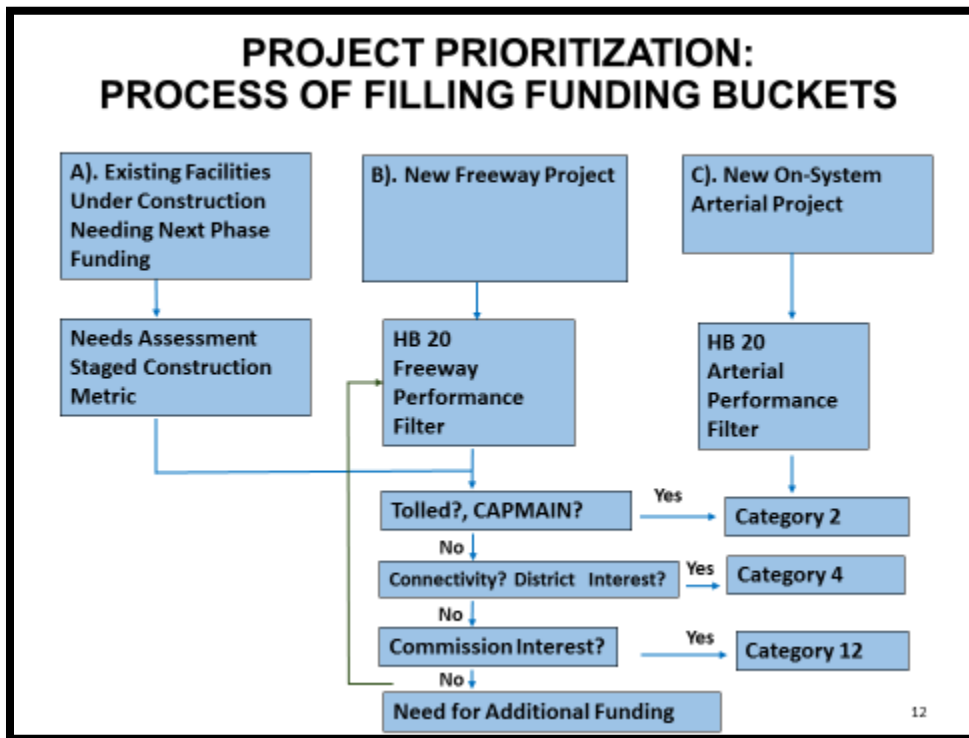 PROJECT PRIORITIZATION:
PROCESS OF FILLING FUNDING BUCKETS
A). Existing Facilities
Under Construction
Needing Next Phase
Funding
B). New Freeway Project
C). New On-System
Arterial Project
Needs Assessment
Staged Construction
Metric
HB 20
Freeway
Performance
Filter
HB 20
Arterial
Performance
Filter
Tolled?, CAPMAIN?
Yes
Category 2
No
Connectivity? District Interest?
Yes
Category 4
No
Commission Interest?
Yes
Category 12
No
Need for Additional Funding
12